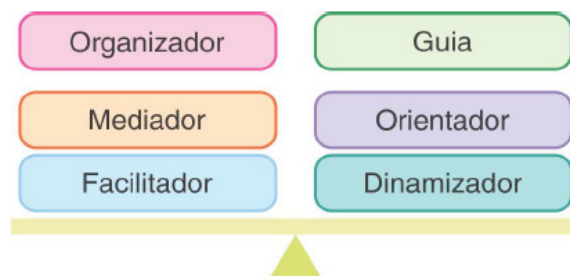 Organizador
Guia
Mediador
Orientador
Facilitador
Dinamizador